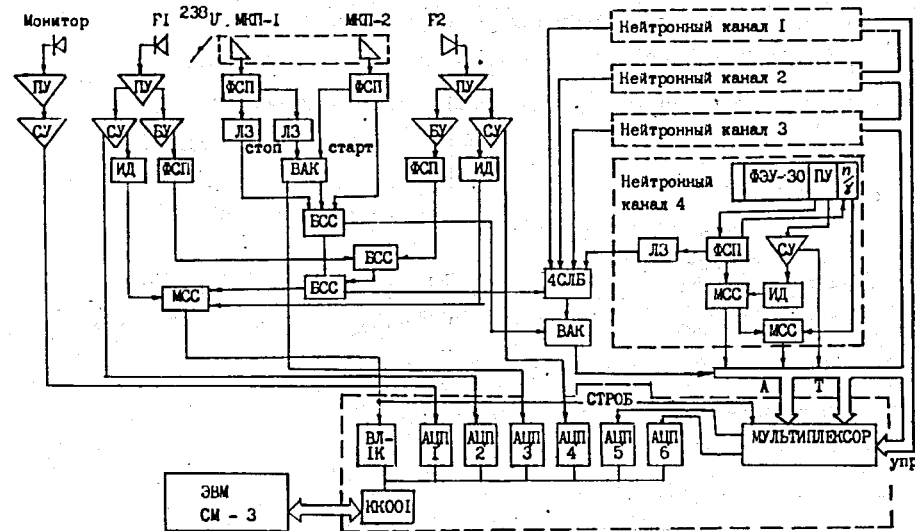 Монитор
F1
238U
МКП-1
МКП-2
F2
Нейтронный канал 1
Нейтронный канал 2
Нейтронный канал 3
Нейтронный канал 4
ПУ
ПУ
ФСП
ФСП
ПУ
СУ
СУ
БУ
ЛЗ
ЛЗ
БУ
СУ
стоп
старт
ИД
ФСП
ВАК
ФСП
ИД
ФЭУ-30
ПУ
n/γ
БСС
ЛЗ
ФСП
СУ
БСС
БСС
4СЛБ
МСС
МСС
ИД
ВАК
МСС
А
Т
СТРОБ
ВЛ-
1К
АЦП
1
АЦП
2
АЦП
3
АЦП
4
АЦП
5
АЦП
6
МУЛЬТИПЛЕКСОР
упр
ЭВМ
СМ - 3
КК001